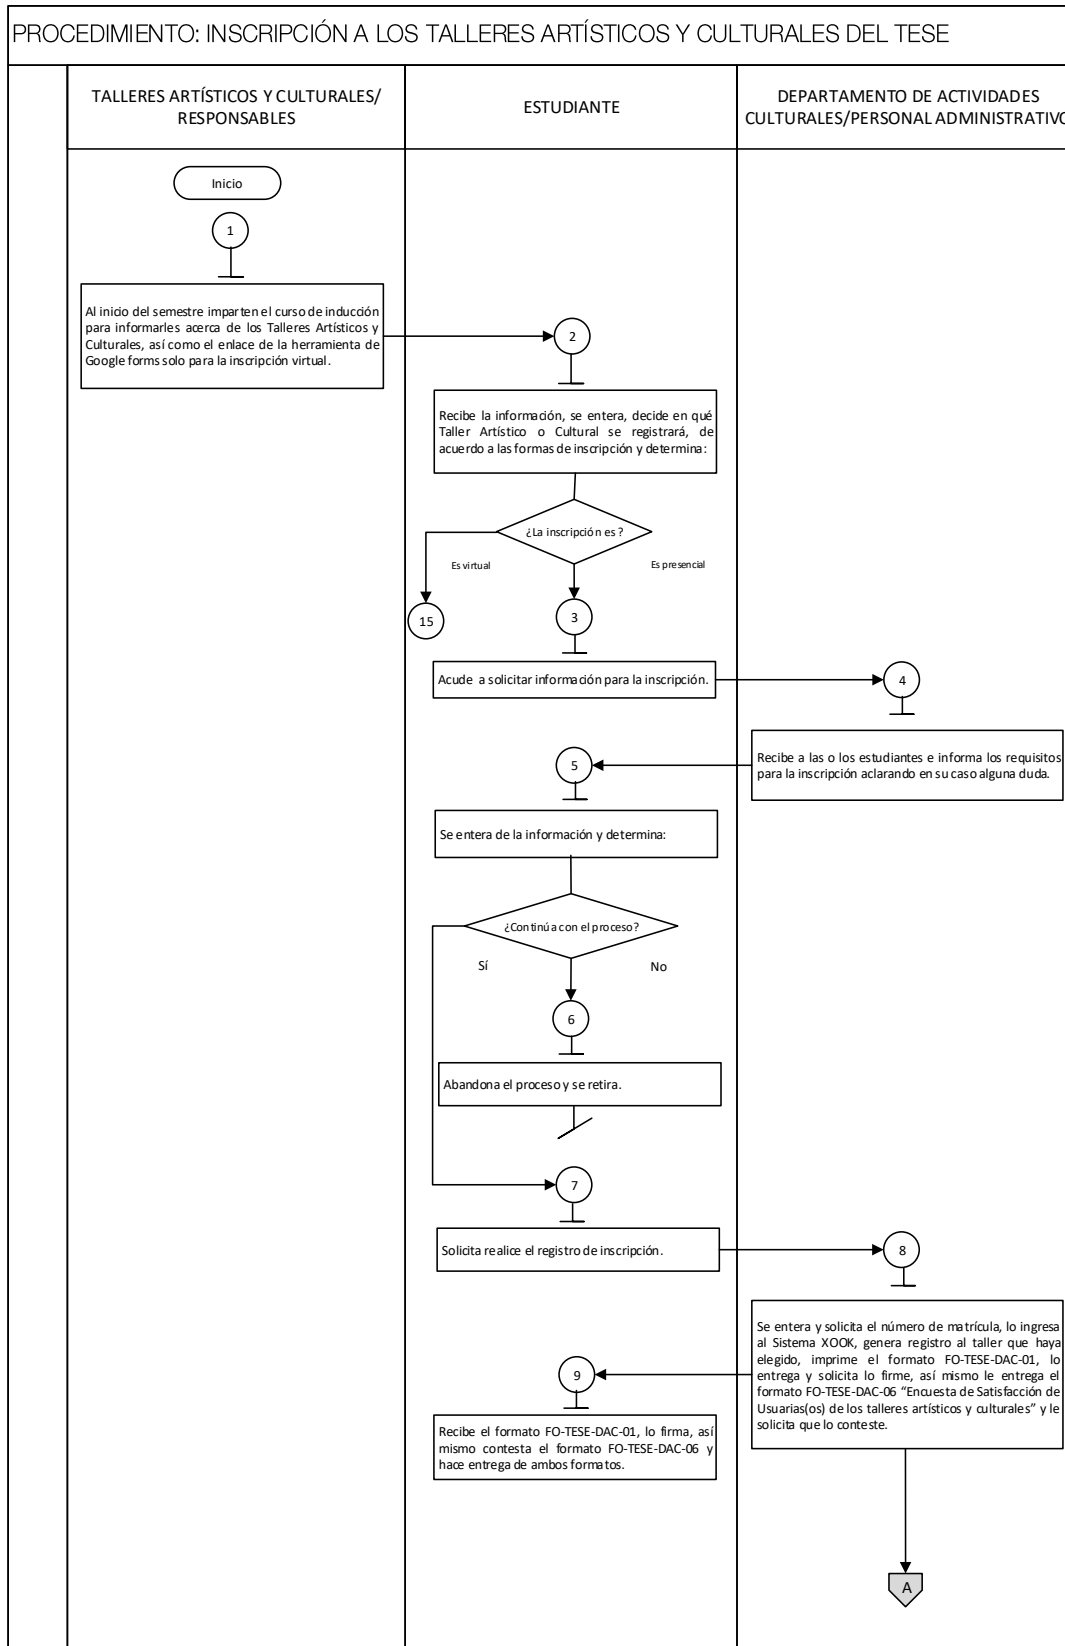 PROCEDIMIENTO: INSCRIPCIÓN A LOS TALLERES ARTÍSTICOS Y CULTURALES DEL TESE
TALLERES ARTÍSTICOS Y CULTURALES/
RESPONSABLES
ESTUDIANTE
DEPARTAMENTO DE ACTIVIDADES
CULTURALES/PERSONAL ADMINISTRATIVO
Inicio
1
Al inicio del semestre imparten el curso de inducción
para informarles acerca de los Talleres Artísticos y
Culturales, así como el enlace de la herramienta de
Google forms solo para la inscripción virtual.
2
Recibe la información, se entera, decide en qué
Taller Artístico o Cultural se registrará, de
acuerdo a las formas de inscripción y determina:
¿La inscripción es ?
Es virtual
Es presencial
15
3
Acude a solicitar información para la inscripción.
4
Recibe a las o los estudiantes e informa los requisitos
para la inscripción aclarando en su caso alguna duda.
5
Se entera de la información y determina:
¿Continúa con el proceso?
Sí
No
6
Abandona el proceso y se retira.
7
Solicita realice el registro de inscripción.
8
Se entera y solicita el número de matrícula, lo ingresa
al Sistema XOOK, genera registro al taller que haya
elegido, imprime el formato FO-TESE-DAC-01, lo
entrega y solicita lo firme, así mismo le entrega el
formato FO-TESE-DAC-06 “Encuesta de Satisfacción de
Usuarias(os) de los talleres artísticos y culturales” y le
solicita que lo conteste.
9
Recibe el formato FO-TESE-DAC-01, lo firma, así
mismo contesta el formato FO-TESE-DAC-06 y
hace entrega de ambos formatos.
A